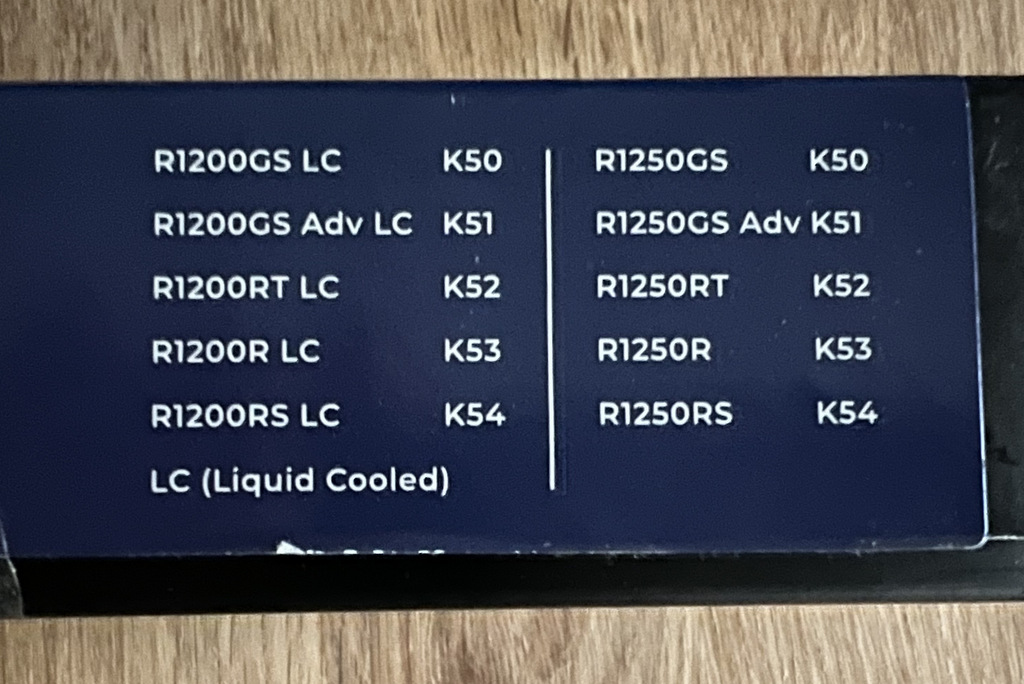 R1200GS LC K50
R1200GS Adv LC K51
R1200RT LC K52
R1200R LC K53
R1200RS LC K54
LC (Liquid Cooled)
R1250GS K50
R1250GS Adv K51
R1250RT K52
R1250R K53
R1250RS K54